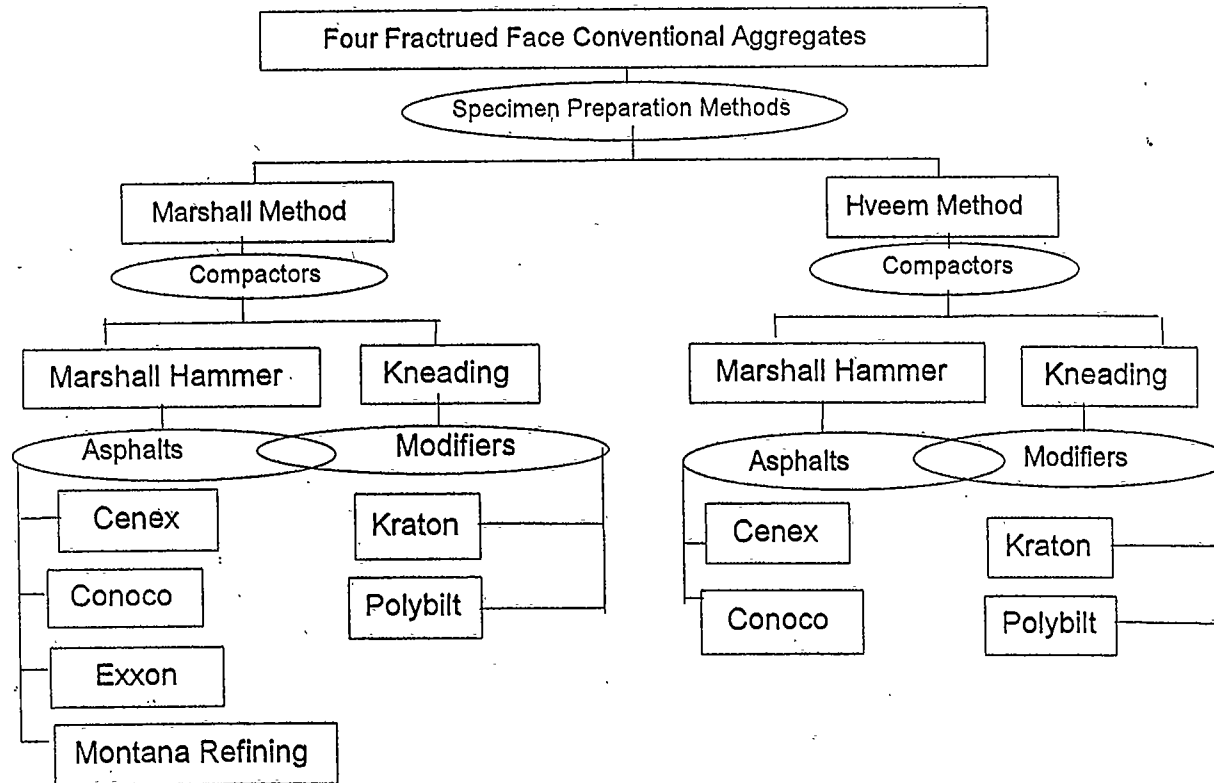 Four Fractrued Face Conventional Aggregates
Specimen Preparation Methods
Marshall Method
Hveem Method
Compactors
Compactors
Marshall Hammer
Kneading
Marshall Hammer
Kneading
Asphalts
Modifiers
Asphalts
Modifiers
Cenex
Kraton
Cenex
Kraton
Conoco
Polybilt
Conoco
Polybilt
Exxon
Montana Refining